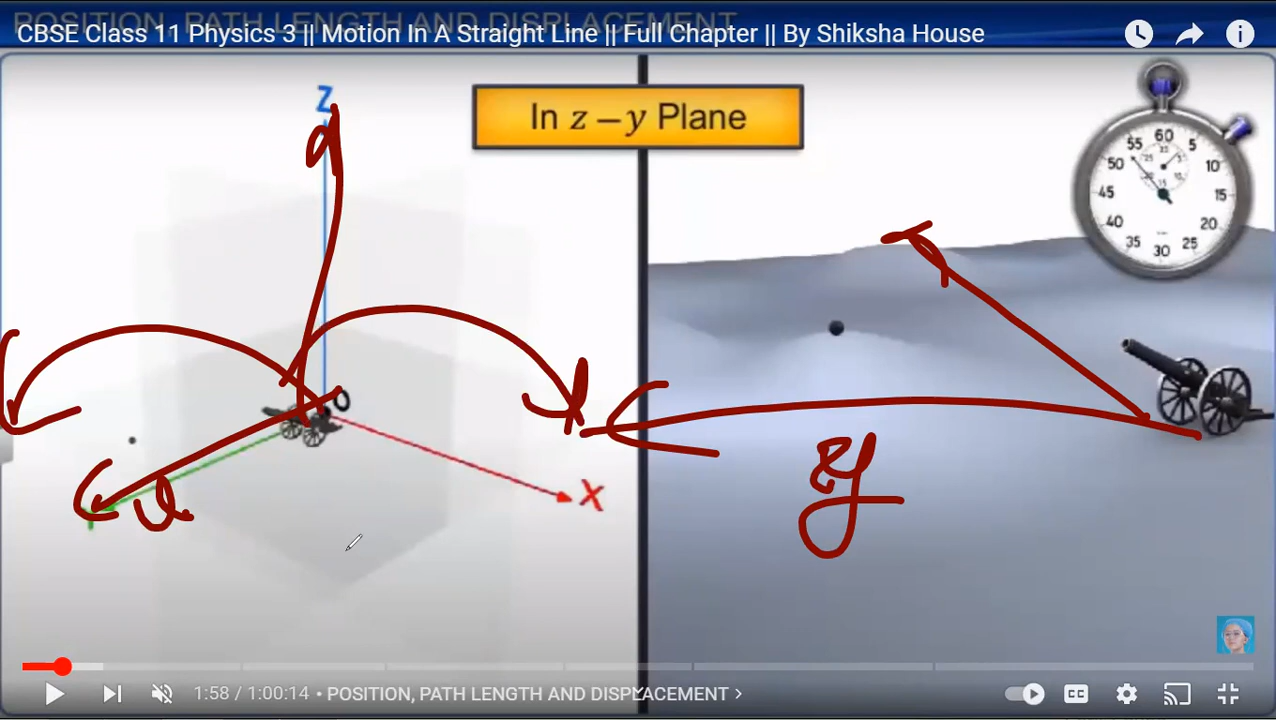 POSITION, PATH LENGTH AND DISPLACEMENT
CBSE Class 11 Physics 3 || Motion In A Straight Line || Full Chapter || By Shiksha House
In z – y Plane
Z
O
X
60
5
10
15
20
25
30
35
40
45
50
55
zy
1:58 / 1:00:14 • POSITION, PATH LENGTH AND DISPLACEMENT >
CC